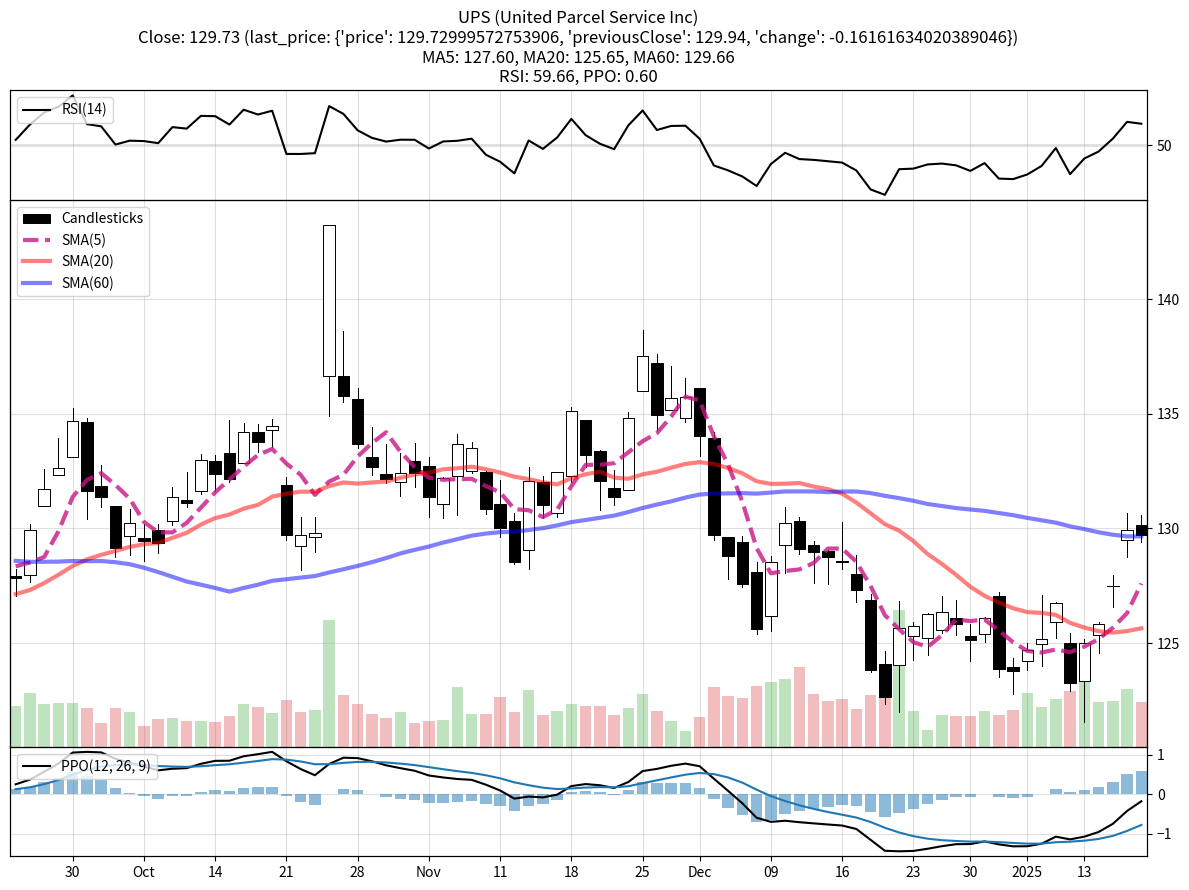 UPS (United Parcel Service Inc)
Close: 129.73 (last_price: {'price': 129.72999572753906, 'previousClose': 129.94, 'change': -0.16161634020389046})
MA5: 127.60, MA20: 125.65, MA60: 129.66
RSI: 59.66, PPO: 0.60
RSI(14)
50
Candlesticks
SMA(5)
SMA(20)
SMA(60)
140
135
130
125
PPO(12, 26, 9)
1
0
−1
30 Oct 14 21 28 Nov 11 18 25 Dec 09 16 23 30 2025 13